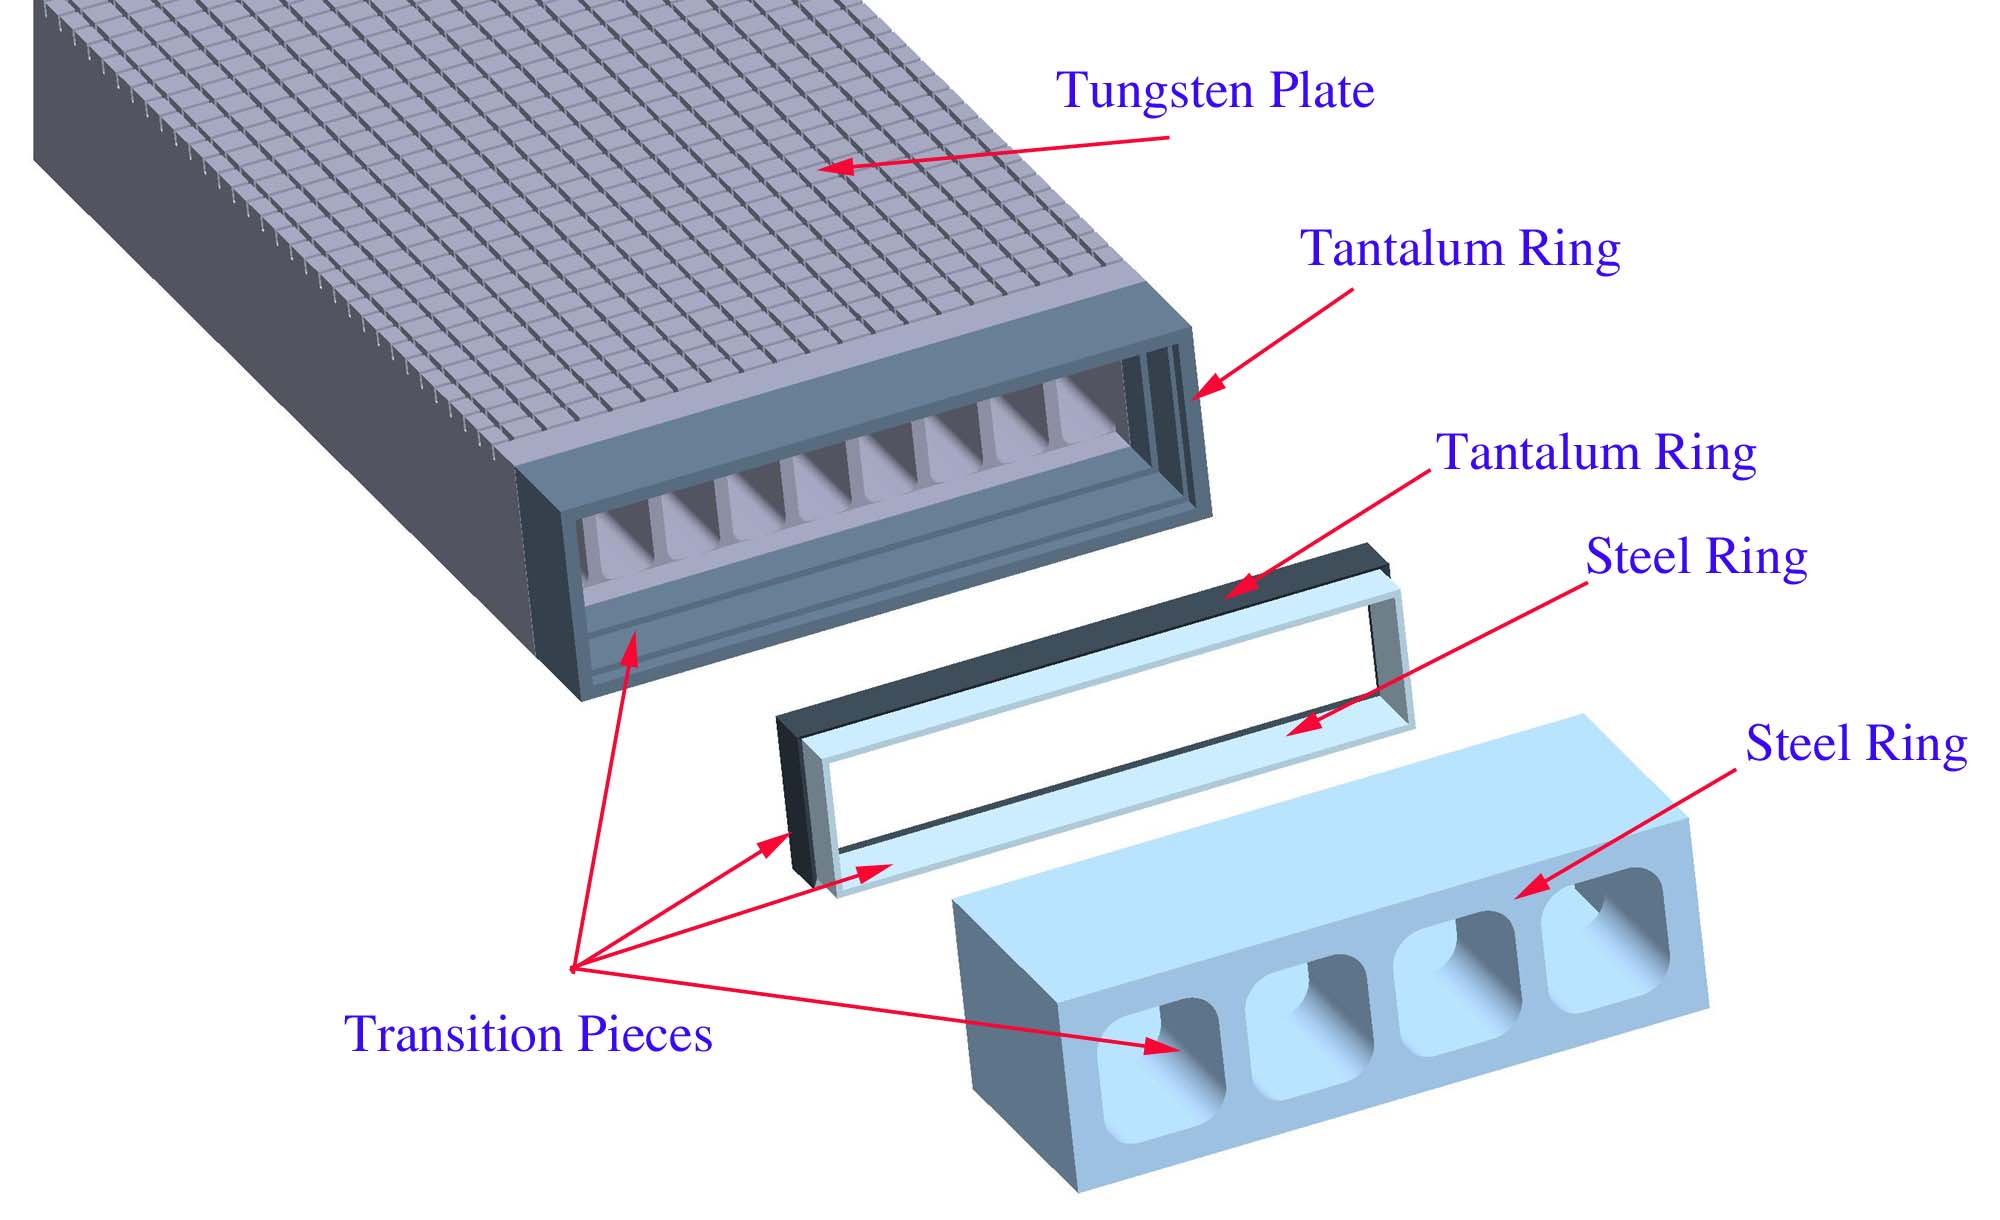 Tungsten Plate
Tantalum Ring
Tantalum Ring
Steel Ring
Steel Ring
Transition Pieces